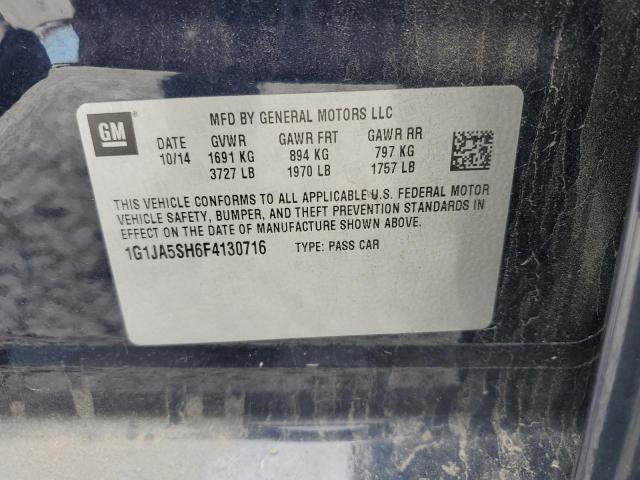 GM
MFD BY GENERAL MOTORS LLC
DATE GVWR GAWR FRT GAWR RR
10/14 1691 KG 894 KG 797 KG
3727 LB 1970 LB 1757 LB
THIS VEHICLE CONFORMS TO ALL APPLICABLE U.S. FEDERAL MOTOR
VEHICLE SAFETY, BUMPER, AND THEFT PREVENTION STANDARDS IN
EFFECT ON THE DATE OF MANUFACTURE SHOWN ABOVE.
1G1JA5SH6F4130716 TYPE: PASS CAR